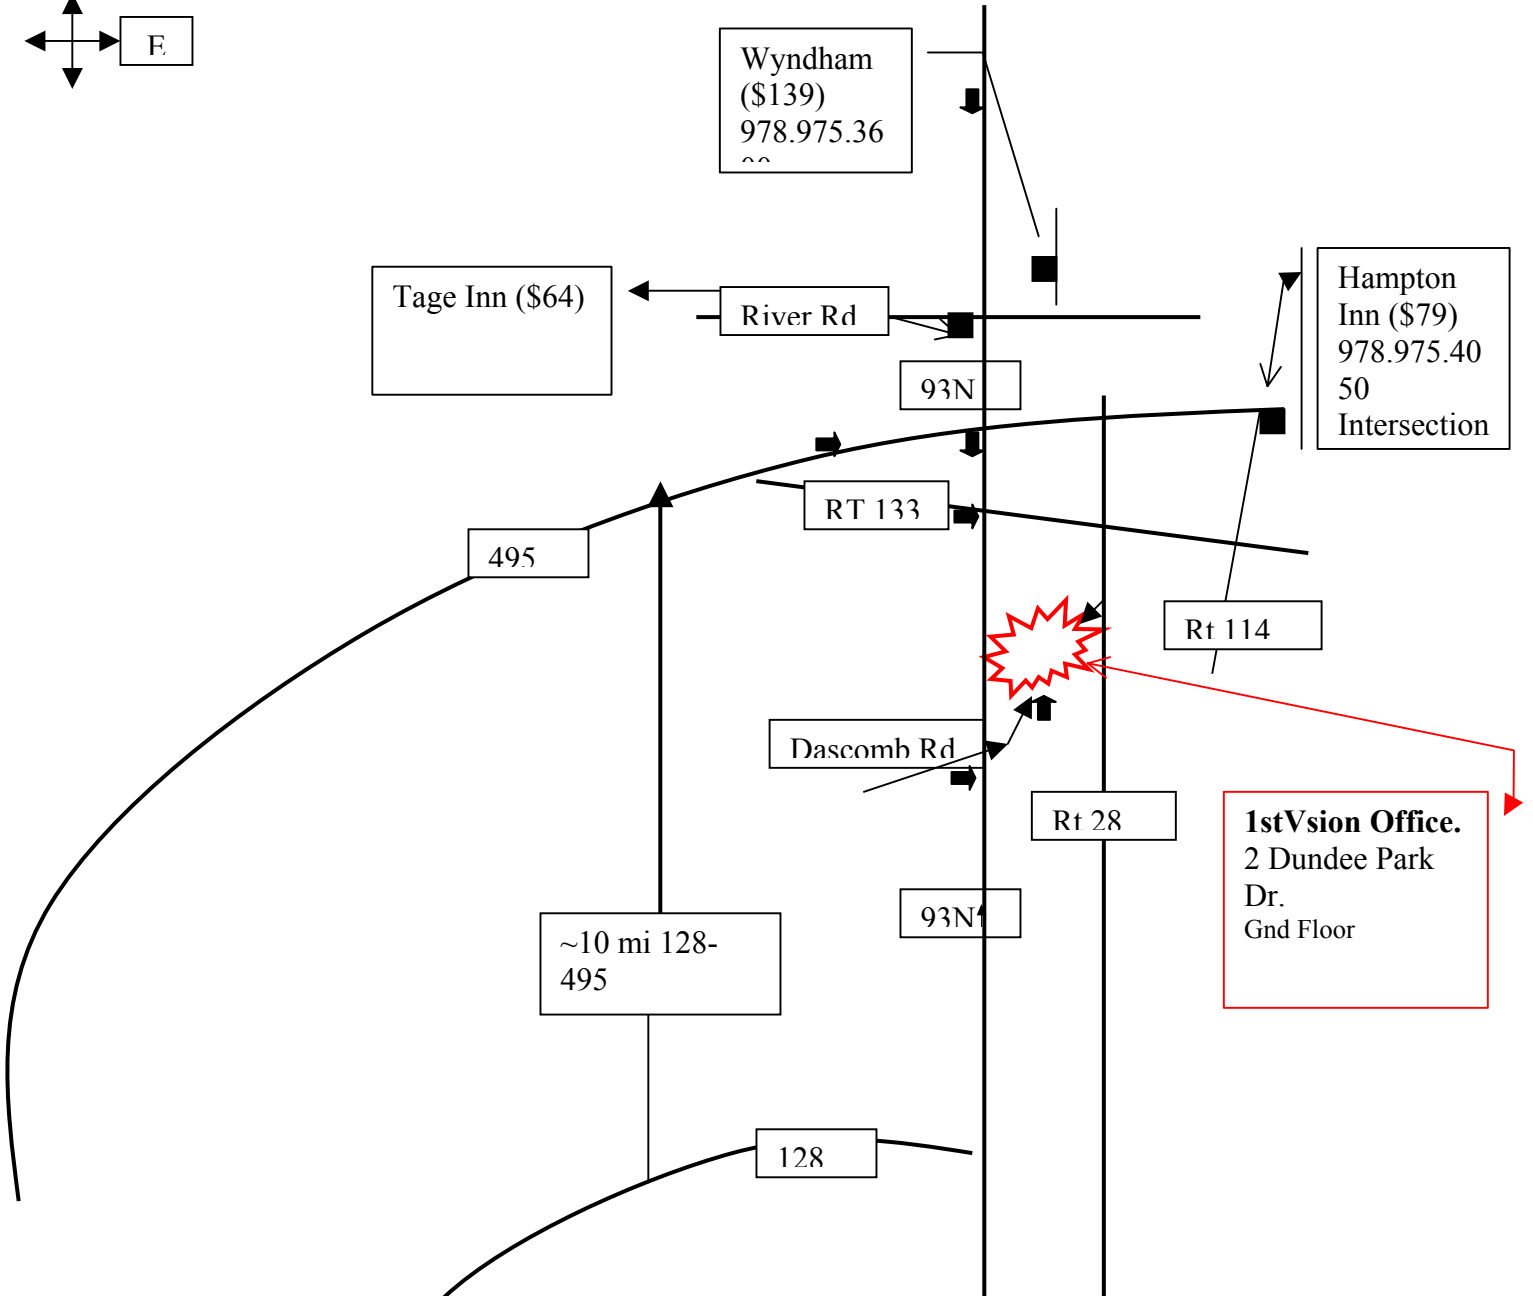 E
Wyndham
($139)
978.975.36
00
Tage Inn ($64)
River Rd
Hampton
Inn ($79)
978.975.40
50
Intersection
93N
RT 133
495
Rt 114
Dascomb Rd
Rt 28
1stVsion Office.
2 Dundee Park
Dr.
Gnd Floor
93N
~10 mi 128-
495
128